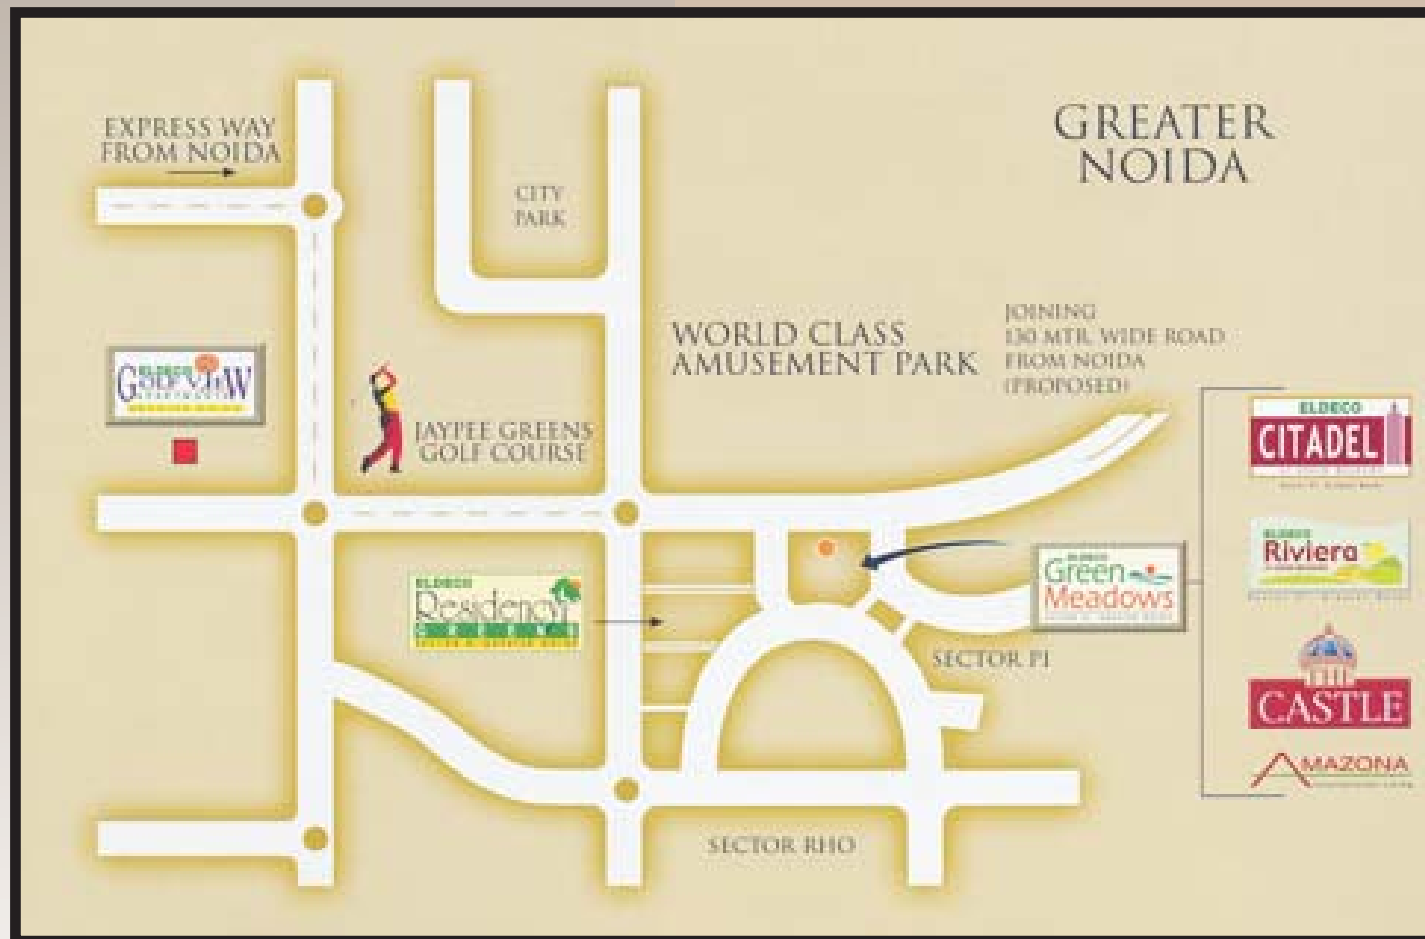 GREATER
NOIDA
EXPRESS WAY
FROM NOIDA
CITY
PARK
WORLD CLASS
AMUSEMENT PARK
JOINING
130 MTR. WIDE ROAD
FROM NOIDA
(PROPOSED)
ELDECO
GOLF VIEW
APARTMENTS
JAYPEE GREENS
GOLF COURSE
ELDECO
CITADEL
ELDECO
Residency
GREENS
ELDECO
Green
Meadows
ELDECO
Riviera
SECTOR PI
THE
CASTLE
AMAZONA
SECTOR RHO